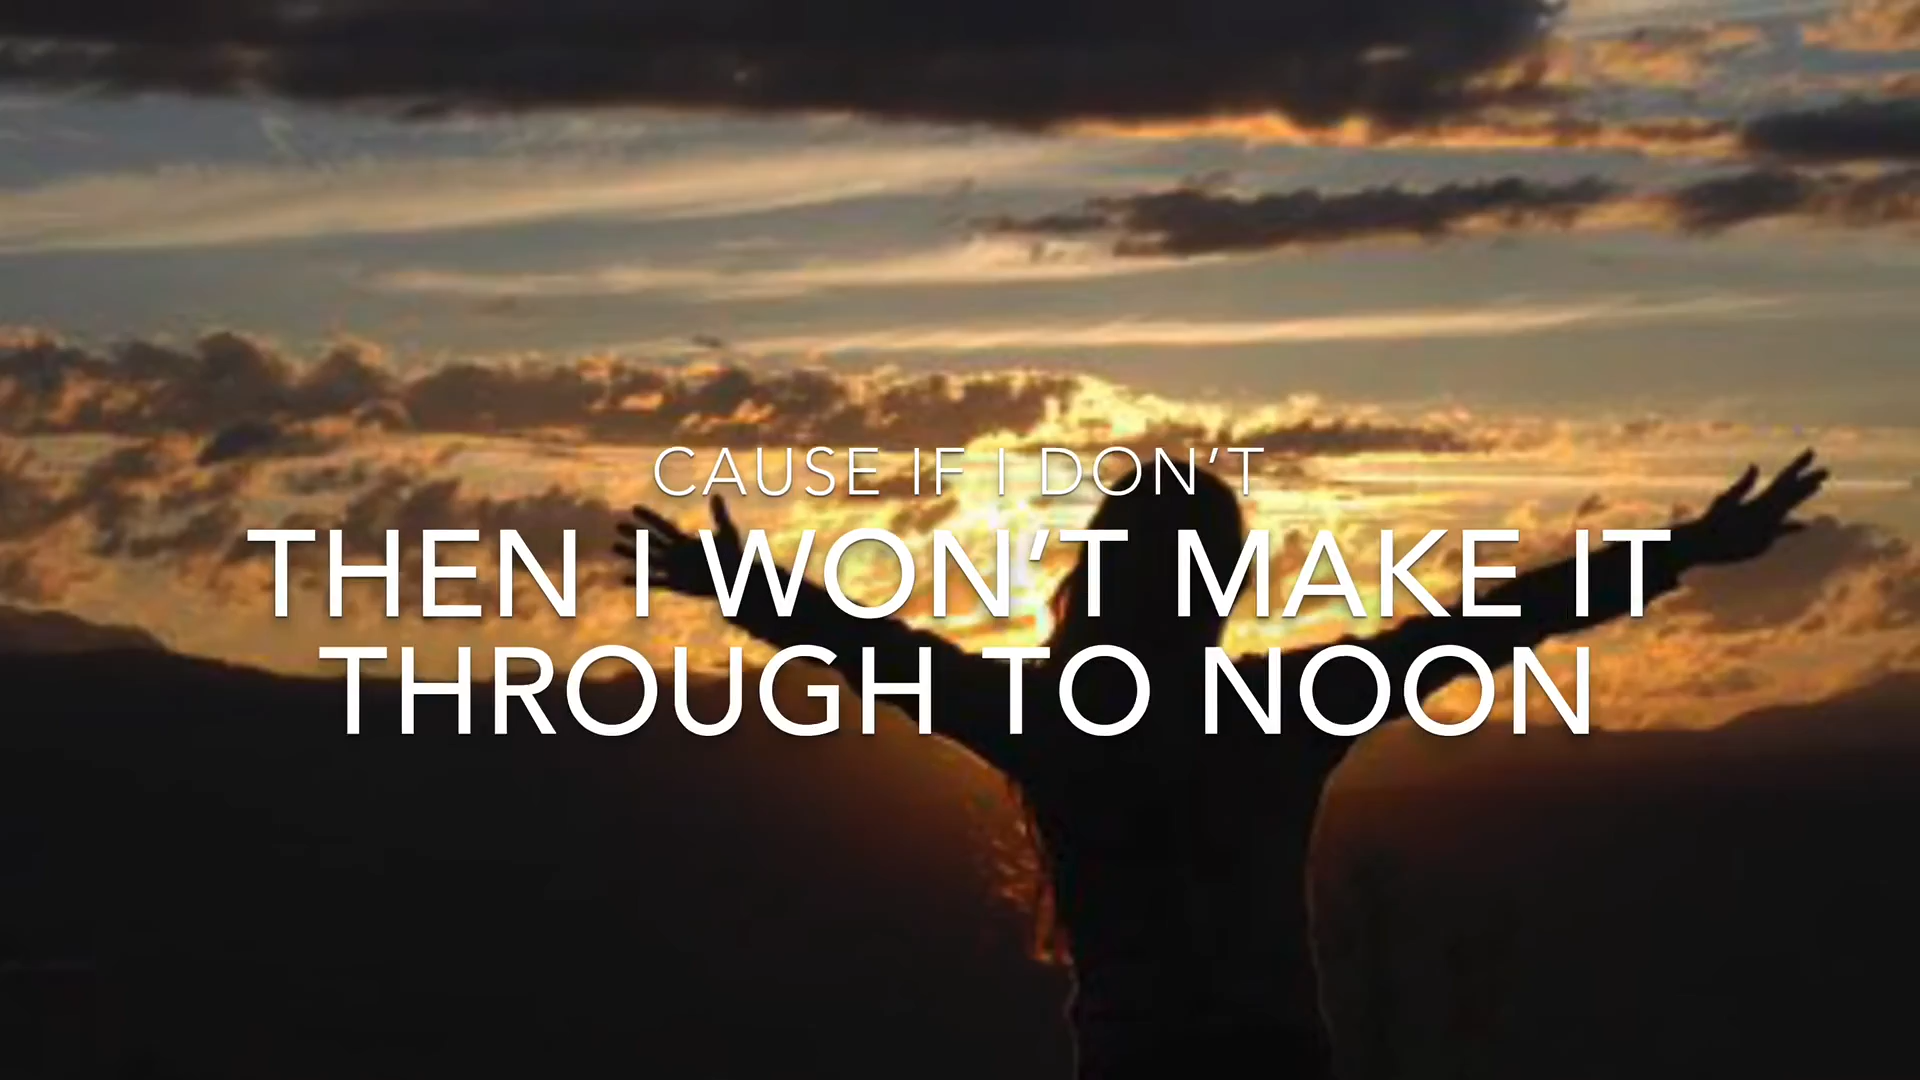 CAUSE IF I DON’T
THEN I WON’T MAKE IT
THROUGH TO NOON